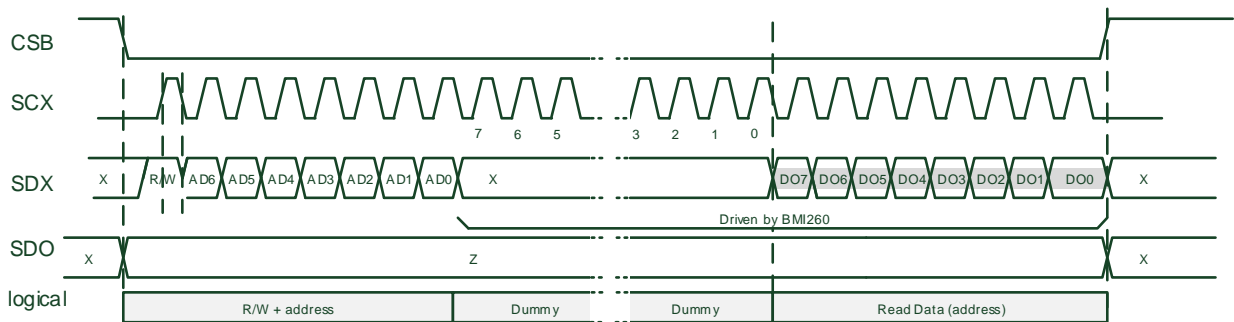 CSB
SCX
7 6 5 3 2 1 0
SDX X R/W AD6 AD5 AD4 AD3 AD2 AD1 AD0 X DO7 DO6 DO5 DO4 DO3 DO2 DO1 DO0 X
Driven by BMI260
SDO
X Z X
logical R/W + address Dummy Dummy Read Data (address)